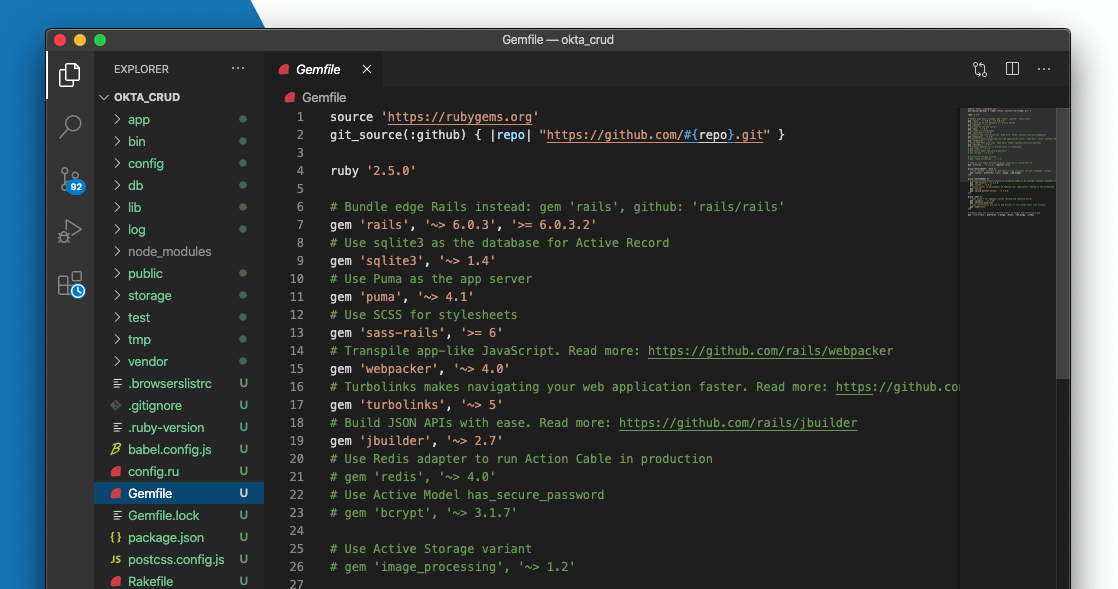 Gemfile — okta_crud
EXPLORER
Gemfile
OKTA_CRUD
app
bin
config
db
lib
log
node_modules
public
storage
test
tmp
vendor
.browserslistrc U
.gitignore U
.ruby-version U
babel.config.js U
config.ru U
Gemfile U
Gemfile.lock U
package.json U
JS postcss.config.js U
Rakefile U
92
Gemfile
1 source 'https://rubygems.org'
2 git_source(:github) { |repo| "https://github.com/#{repo}.git" }
3
4 ruby '2.5.0'
5
6 # Bundle edge Rails instead: gem 'rails', github: 'rails/rails'
7 gem 'rails', '~> 6.0.3', '>= 6.0.3.2'
8 # Use sqlite3 as the database for Active Record
9 gem 'sqlite3', '~> 1.4'
10 # Use Puma as the app server
11 gem 'puma', '~> 4.1'
12 # Use SCSS for stylesheets
13 gem 'sass-rails', '>= 6'
14 # Transpile app-like JavaScript. Read more: https://github.com/rails/webpacker
15 gem 'webpacker', '~> 4.0'
16 # Turbolinks makes navigating your web application faster. Read more: https://github.co
17 gem 'turbolinks', '~> 5'
18 # Build JSON APIs with ease. Read more: https://github.com/rails/jbuilder
19 gem 'jbuilder', '~> 2.7'
20 # Use Redis adapter to run Action Cable in production
21 # gem 'redis', '~> 4.0'
22 # Use Active Model has_secure_password
23 # gem 'bcrypt', '~> 3.1.7'
24
25 # Use Active Storage variant
26 # gem 'image_processing', '~> 1.2'
27